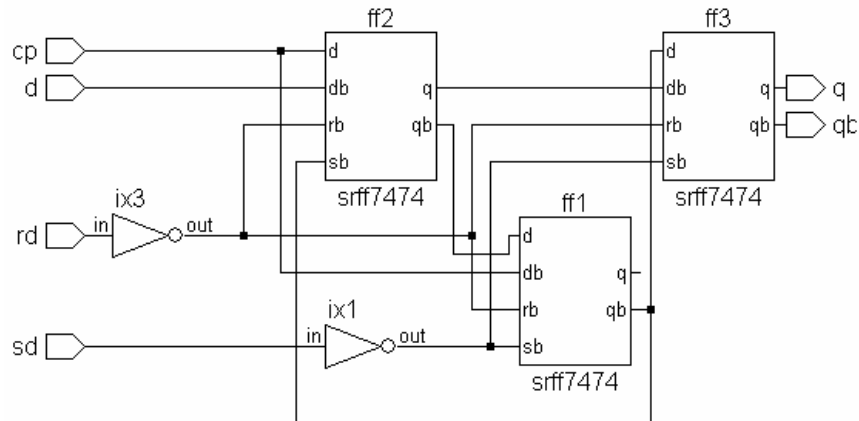 ff2
ff3
cp
d
d
d
db
q
db
q
q
rb
qb
rb
qb
qb
sb
sb
ix3
srff7474
srff7474
ff1
rd
in
out
d
db
q
ix1
rb
qb
sd
in
out
sb
srff7474